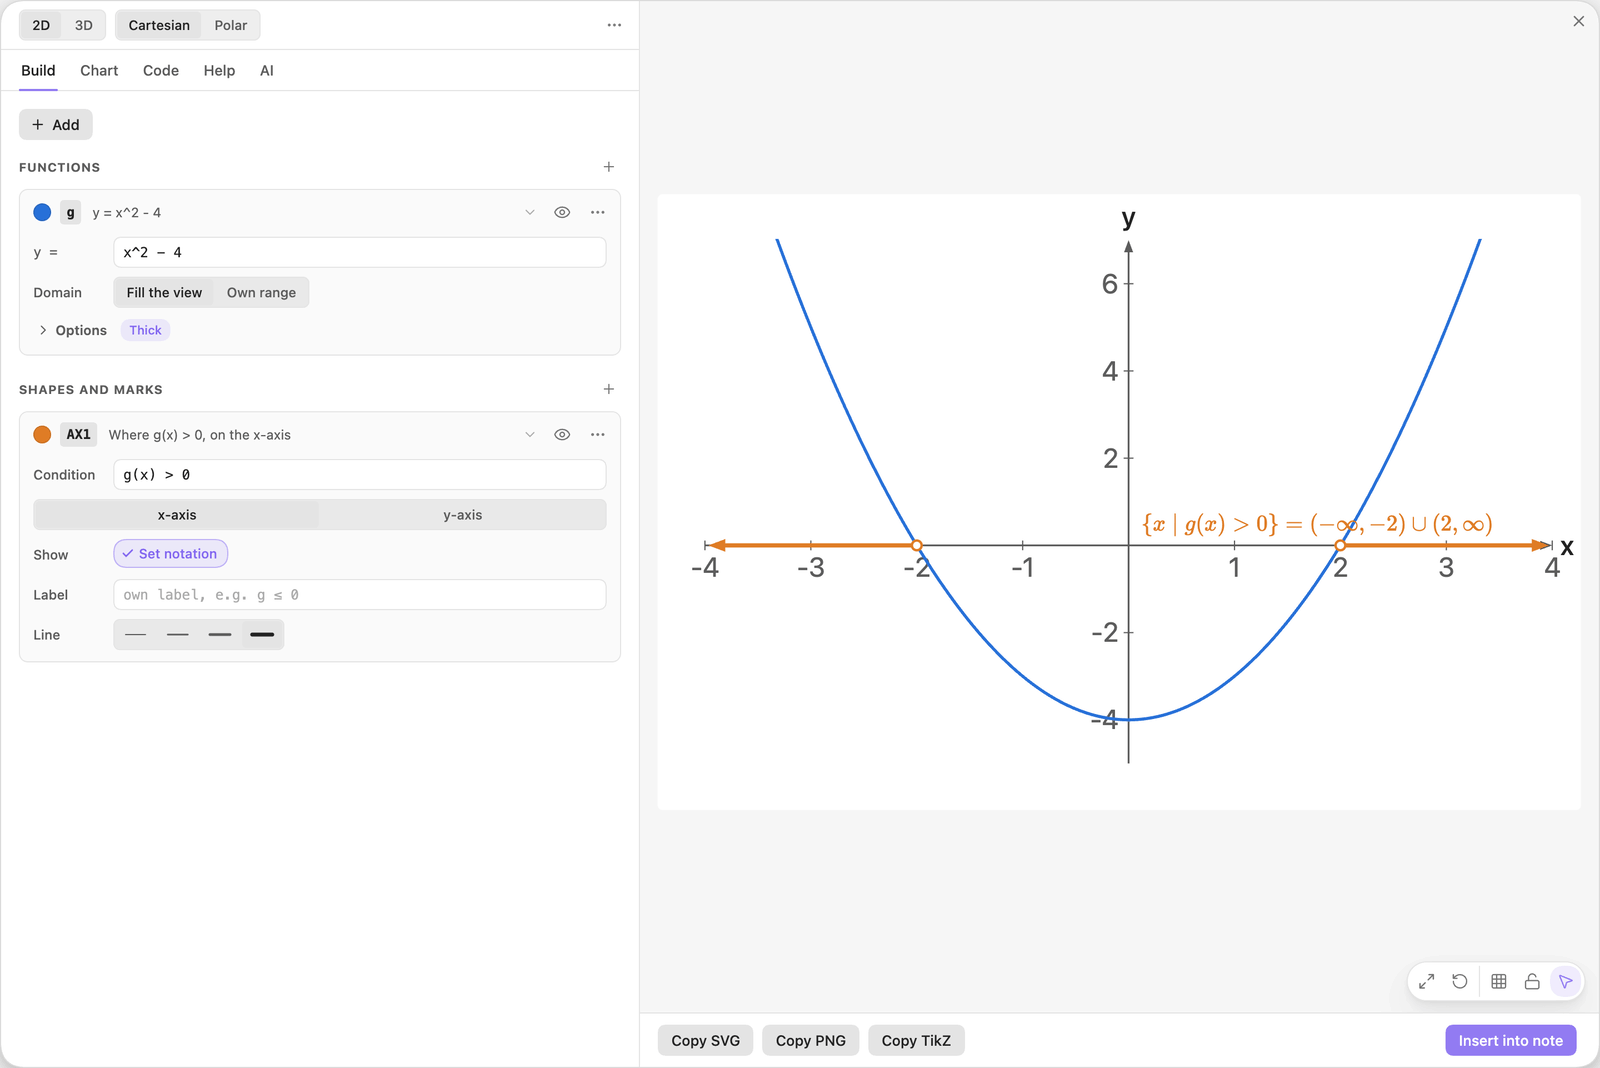 2D 3D Cartesian Polar
Build Chart Code Help AI
+ Add
FUNCTIONS
g y = x^2 - 4
y = x^2 − 4
Domain Fill the view Own range
Options Thick
SHAPES AND MARKS
AX1 Where g(x) > 0, on the x-axis
Condition g(x) > 0
x-axis y-axis
Show ✓ Set notation
Label own label, e.g. g ≤ 0
Line
y
6
4
2
{x | g(x) > 0} = (−∞, −2) ∪ (2, ∞)
x
-4 -3 -2 -1 1 2 3 4
-2
-4
Copy SVG Copy PNG Copy TikZ Insert into note